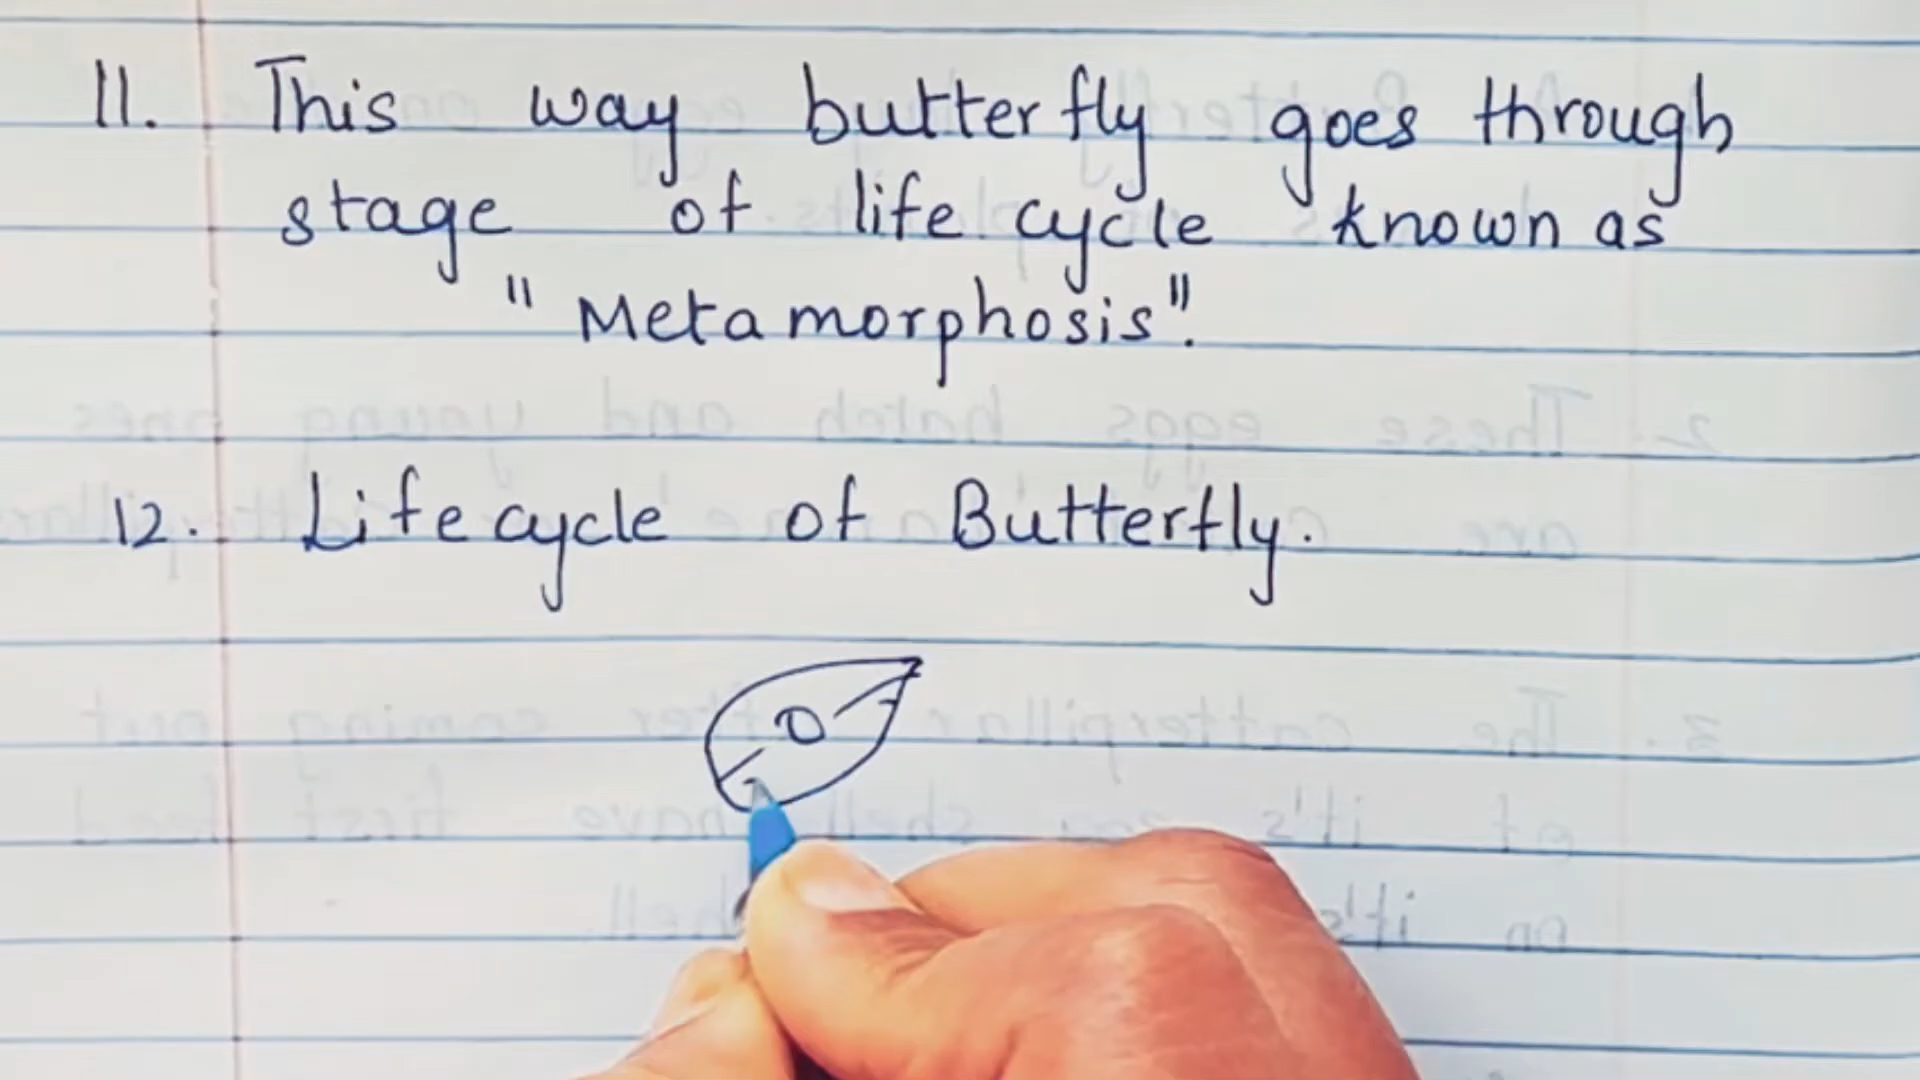 11. This way butterfly goes through
stage of life cycle known as
"Metamorphosis".
12. Life cycle of Butterfly.